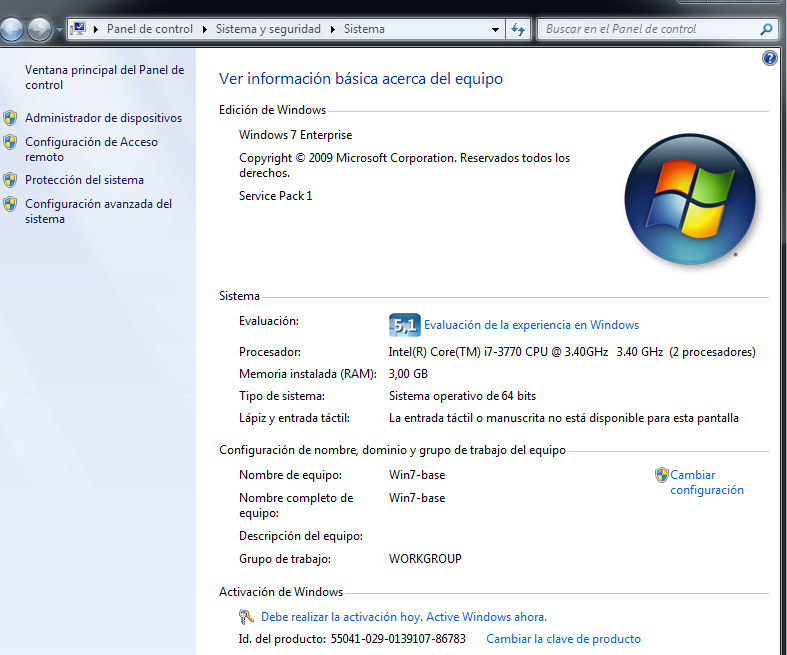 Panel de control Sistema y seguridad Sistema
Buscar en el Panel de control
Ventana principal del Panel de
control
Administrador de dispositivos
Configuración de Acceso
remoto
Protección del sistema
Configuración avanzada del
sistema
Ver información básica acerca del equipo
Edición de Windows
Windows 7 Enterprise
Copyright © 2009 Microsoft Corporation. Reservados todos los
derechos.
Service Pack 1
Sistema
Evaluación: 5,1 Evaluación de la experiencia en Windows
Procesador: Intel(R) Core(TM) i7-3770 CPU @ 3.40GHz 3.40 GHz (2 procesadores)
Memoria instalada (RAM): 3,00 GB
Tipo de sistema: Sistema operativo de 64 bits
Lápiz y entrada táctil: La entrada táctil o manuscrita no está disponible para esta pantalla
Configuración de nombre, dominio y grupo de trabajo del equipo
Nombre de equipo: Win7-base
Cambiar
configuración
Nombre completo de
equipo: Win7-base
Descripción del equipo:
Grupo de trabajo: WORKGROUP
Activación de Windows
Debe realizar la activación hoy. Active Windows ahora.
Id. del producto: 55041-029-0139107-86783 Cambiar la clave de producto